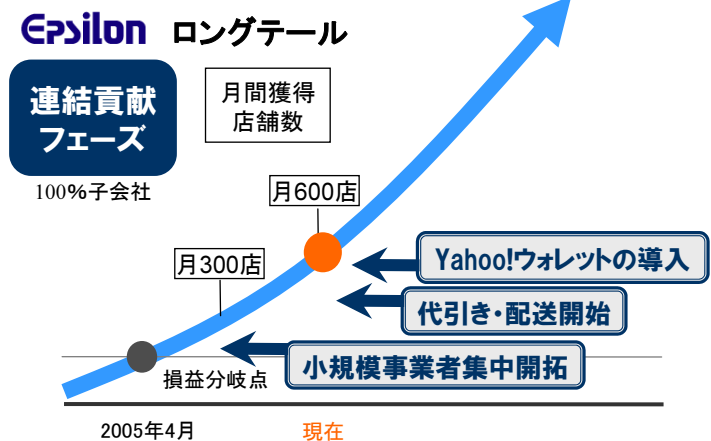 Epsilon ロングテール
連結貢献
フェーズ
月間獲得
店舗数
100%子会社
月600店
月300店
Yahoo!ウォレットの導入
代引き・配送開始
小規模事業者集中開拓
損益分岐点
2005年4月
現在